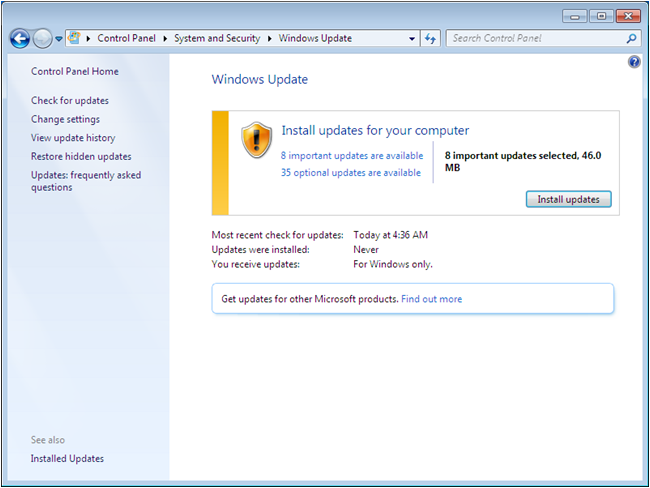 Control Panel ▸ System and Security ▸ Windows Update
Search Control Panel
Control Panel Home
Check for updates
Change settings
View update history
Restore hidden updates
Updates: frequently asked
questions
See also
Installed Updates
Windows Update
Install updates for your computer
8 important updates are available
35 optional updates are available
8 important updates selected, 46.0
MB
Install updates
Most recent check for updates: Today at 4:36 AM
Updates were installed: Never
You receive updates: For Windows only.
Get updates for other Microsoft products. Find out more